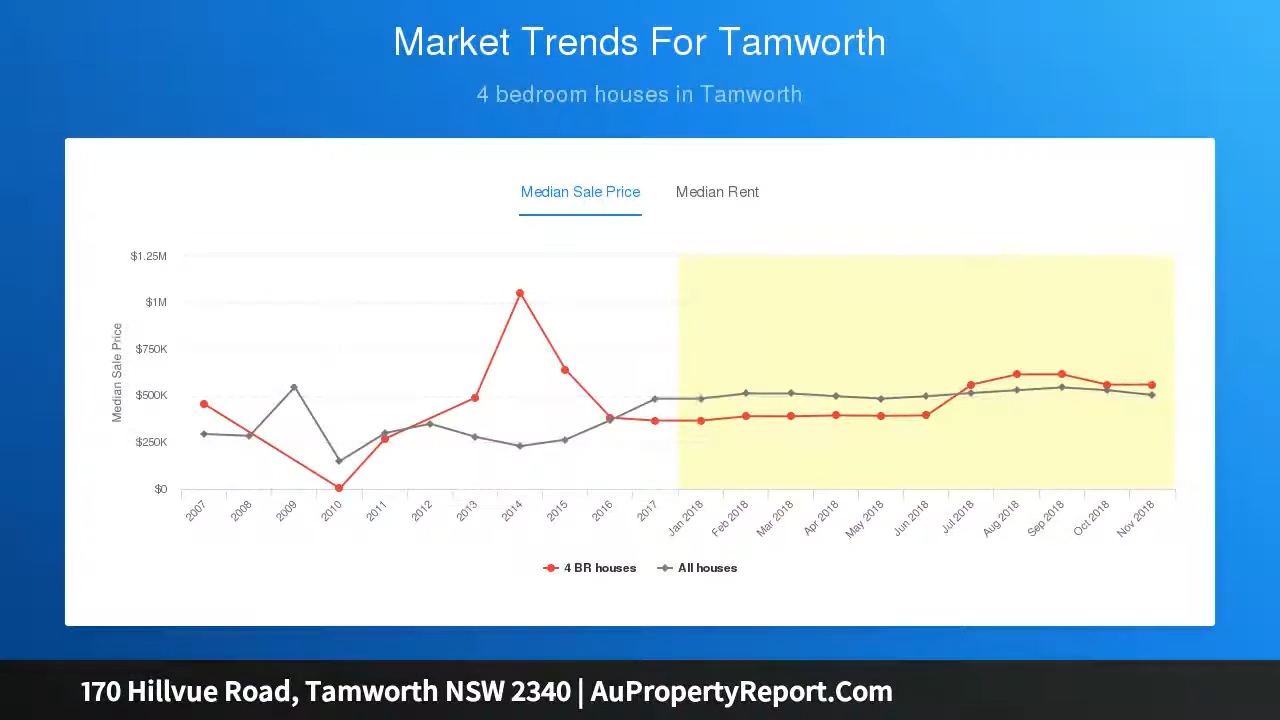 Market Trends For Tamworth
4 bedroom houses in Tamworth
Median Sale Price Median Rent
$1.25M
$1M
$750K
$500K
$250K
$0
Median Sale Price
2007 2008 2009 2010 2011 2012 2013 2014 2015 2016 2017 Jan 2018 Feb 2018 Mar 2018 Apr 2018 May 2018 Jun 2018 Jul 2018 Aug 2018 Sep 2018 Oct 2018 Nov 2018
4 BR houses All houses
170 Hillvue Road, Tamworth NSW 2340 | AuPropertyReport.Com